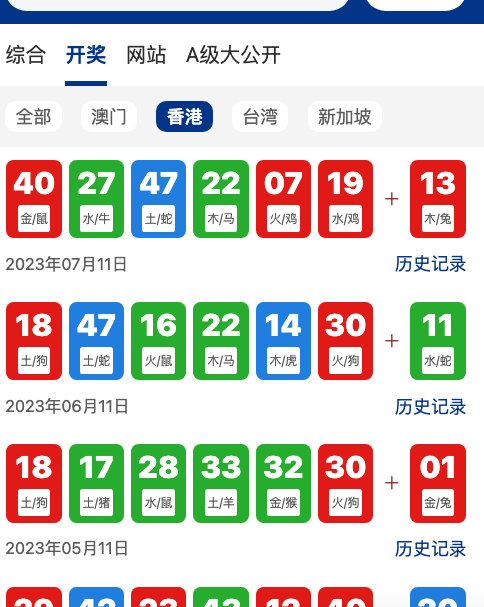 综合 开奖 网站 A级大公开
全部 澳门 香港 台湾 新加坡
40 27 47 22 07 19 + 13
金/鼠 水/牛 土/蛇 木/马 火/鸡 水/鸡 木/兔
2023年07月11日 历史记录
18 47 16 22 14 30 + 11
土/狗 土/蛇 火/鼠 木/马 木/虎 火/狗 水/蛇
2023年06月11日 历史记录
18 17 28 33 32 30 + 01
土/狗 土/猪 水/鼠 土/羊 金/猴 火/狗 金/兔
2023年05月11日 历史记录